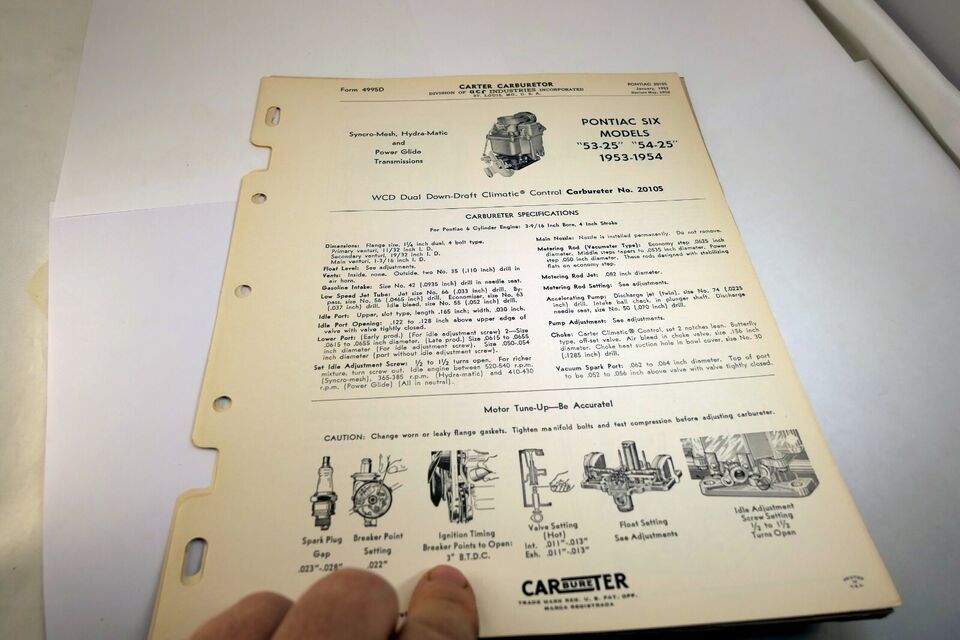 Form 4995D
CARTER CARBURETOR
DIVISION OF QCf INDUSTRIES INCORPORATED
ST. LOUIS, MO., U. S. A.
PONTIAC 2010S
January, 1953
Revised May, 1954
Syncro-Mesh, Hydra-Matic
and
Power Glide
Transmissions
PONTIAC SIX
MODELS
"53-25" "54-25"
1953-1954
WCD Dual Down-Draft Climatic® Control Carbureter No. 2010S
CARBURETER SPECIFICATIONS
For Pontiac 6 Cylinder Engine: 3-9/16 Inch Bore, 4 Inch Stroke
Dimensions: Flange size, 1¼ inch dual, 4 bolt type.
Primary venturi, 11/32 inch I. D.
Secondary venturi, 19/32 inch I. D.
Main venturi, 1-3/16 inch I. D.
Float Level: See adjustments.
Vents: Inside, none. Outside, two No. 35 (.110 inch) drill in
air horn.
Gasoline Intake: Size No. 42 (.0935 inch) drill in needle seat.
Low Speed Jet Tube: Jet size No. 66 (.033 inch) drill. By-
pass, size No. 56 (.0465 inch) drill. Economizer, size No. 63
(.037 inch) drill. Idle bleed, size No. 55 (.052 inch) drill.
Idle Port: Upper, slot type, length .165 inch; width, .030 inch.
Idle Port Opening: .122 to .128 inch above upper edge of
valve with valve tightly closed.
Lower Port: (Early prod.) (For idle adjustment screw) 2—Size
.0615 to .0655 inch diameter. (Late prod.) Size .0615 to .0655
inch diameter (For idle adjustment screw). Size .050-.054
inch diameter (port without idle adjustment screw).
Set Idle Adjustment Screw: ½ to 1½ turns open. For richer
mixture, turn screw out. Idle engine between 520-540 r.p.m.
(Syncro-mesh), 365-385 r.p.m. (Hydra-matic) and 410-430
r.p.m. (Power Glide) (All in neutral).
Main Nozzle: Nozzle is installed permanently. Do not remove.
Metering Rod (Vacumeter Type): Economy step .0635 inch
diameter. Middle step tapers to .0535 inch diameter. Power
step .050 inch diameter. These rods designed with stabilizing
flats on economy step.
Metering Rod Jet: .082 inch diameter.
Metering Rod Setting: See adjustments.
Accelerating Pump: Discharge jet (twin), size No. 74 (.0225
inch) drill. Intake ball check, in plunger shaft. Discharge
needle seat, size No. 50 (.070 inch) drill.
Pump Adjustment: See adjustments.
Choke: Carter Climatic® Control, set 2 notches lean. Butterfly
type, off-set valve. Air bleed in choke valve, size .156 inch
diameter. Choke heat suction hole in bowl cover, size No. 30
(.1285 inch) drill.
Vacuum Spark Port: .062 to .064 inch diameter. Top of port
to be .052 to .056 inch above valve with valve tightly closed.
Motor Tune-Up—Be Accurate!
CAUTION: Change worn or leaky flange gaskets. Tighten manifold bolts and test compression before adjusting carbureter.
Spark Plug
Gap
.023"-.028"
Breaker Point
Setting
.022"
Ignition Timing
Breaker Points to Open:
3° B.T.D.C.
Valve Setting
(Hot)
Int. .011"-.013"
Exh. .011"-.013"
Float Setting
See Adjustments
Idle Adjustment
Screw Setting
½ to 1½
Turns Open
CARBURETER
TRADE MARK REG. U. S. PAT. OFF.
MARCA REGISTRADA
PRINTED
IN
U.S.A.